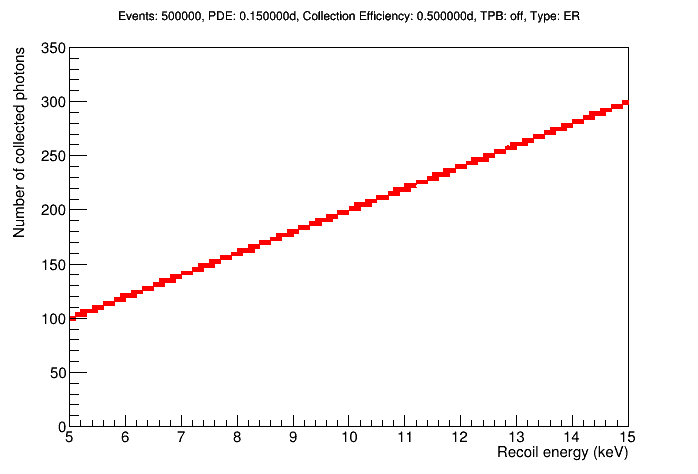 Events: 500000, PDE: 0.150000d, Collection Efficiency: 0.500000d, TPB: off, Type: ER
Number of collected photons
350
300
250
200
150
100
50
0
5 6 7 8 9 10 11 12 13 14 15
Recoil energy (keV)